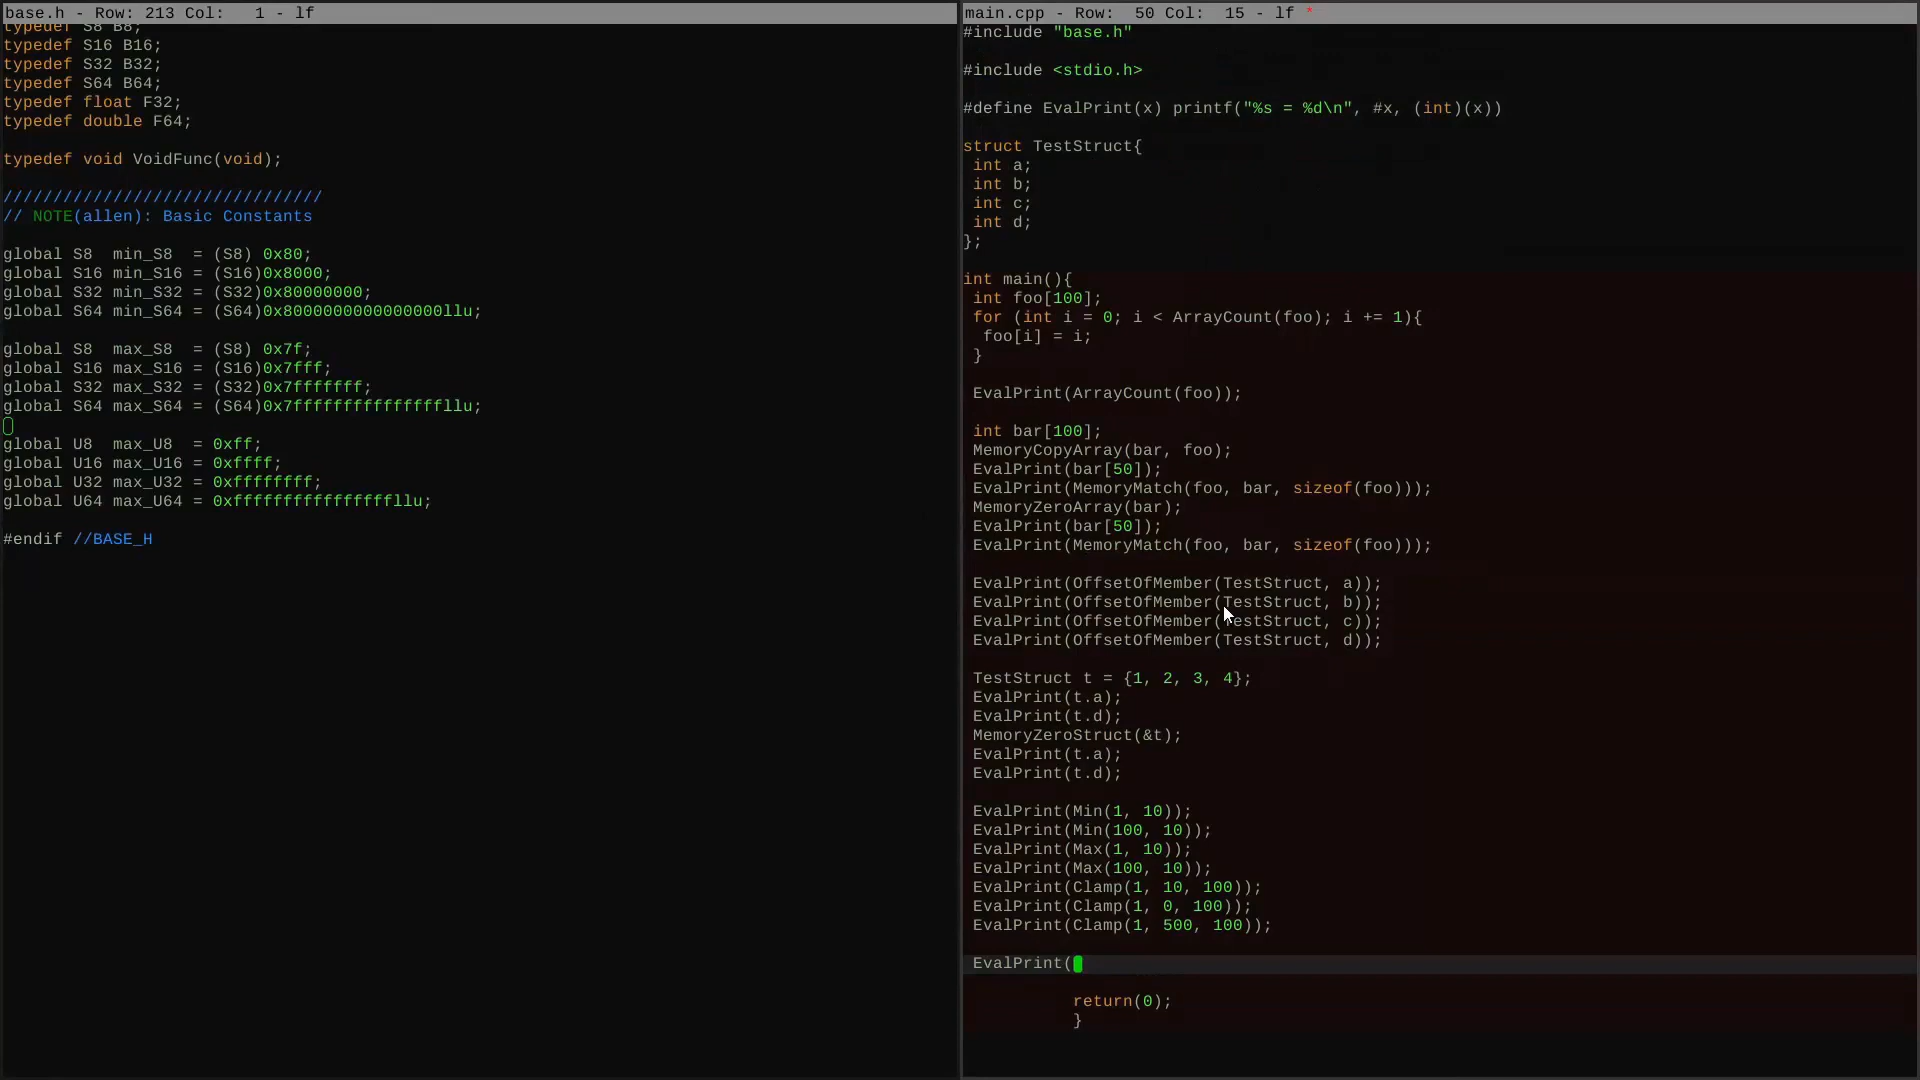 base.h - Row: 213 Col:   1 - lf
typedef S8 B8;
typedef S16 B16;
typedef S32 B32;
typedef S64 B64;
typedef float F32;
typedef double F64;
typedef void VoidFunc(void);
////////////////////////////////
// NOTE(allen): Basic Constants
global S8  min_S8  = (S8) 0x80;
global S16 min_S16 = (S16)0x8000;
global S32 min_S32 = (S32)0x80000000;
global S64 min_S64 = (S64)0x8000000000000000llu;
global S8  max_S8  = (S8) 0x7f;
global S16 max_S16 = (S16)0x7fff;
global S32 max_S32 = (S32)0x7fffffff;
global S64 max_S64 = (S64)0x7fffffffffffffffllu;
global U8  max_U8  = 0xff;
global U16 max_U16 = 0xffff;
global U32 max_U32 = 0xffffffff;
global U64 max_U64 = 0xffffffffffffffffllu;
#endif //BASE_H
main.cpp - Row:  50 Col:  15 - lf *
#include "base.h"
#include <stdio.h>
#define EvalPrint(x) printf("%s = %d\n", #x, (int)(x))
struct TestStruct{
 int a;
 int b;
 int c;
 int d;
};
int main(){
 int foo[100];
 for (int i = 0; i < ArrayCount(foo); i += 1){
  foo[i] = i;
 }
 EvalPrint(ArrayCount(foo));
 int bar[100];
 MemoryCopyArray(bar, foo);
 EvalPrint(bar[50]);
 EvalPrint(MemoryMatch(foo, bar, sizeof(foo)));
 MemoryZeroArray(bar);
 EvalPrint(bar[50]);
 EvalPrint(MemoryMatch(foo, bar, sizeof(foo)));
 EvalPrint(OffsetOfMember(TestStruct, a));
 EvalPrint(OffsetOfMember(TestStruct, b));
 EvalPrint(OffsetOfMember(TestStruct, c));
 EvalPrint(OffsetOfMember(TestStruct, d));
 TestStruct t = {1, 2, 3, 4};
 EvalPrint(t.a);
 EvalPrint(t.d);
 MemoryZeroStruct(&t);
 EvalPrint(t.a);
 EvalPrint(t.d);
 EvalPrint(Min(1, 10));
 EvalPrint(Min(100, 10));
 EvalPrint(Max(1, 10));
 EvalPrint(Max(100, 10));
 EvalPrint(Clamp(1, 10, 100));
 EvalPrint(Clamp(1, 0, 100));
 EvalPrint(Clamp(1, 500, 100));
 EvalPrint(
           return(0);
           }